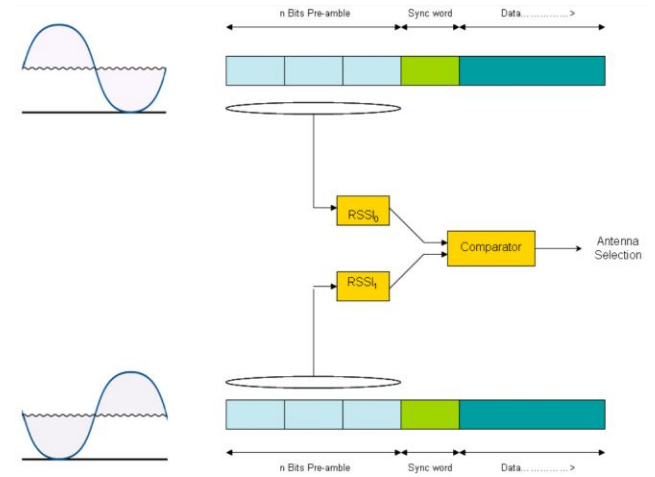 n Bits Pre-amble Sync word Data...............>
RSSI0
Comparator
Antenna
Selection
RSSI1
n Bits Pre-amble Sync word Data...............>